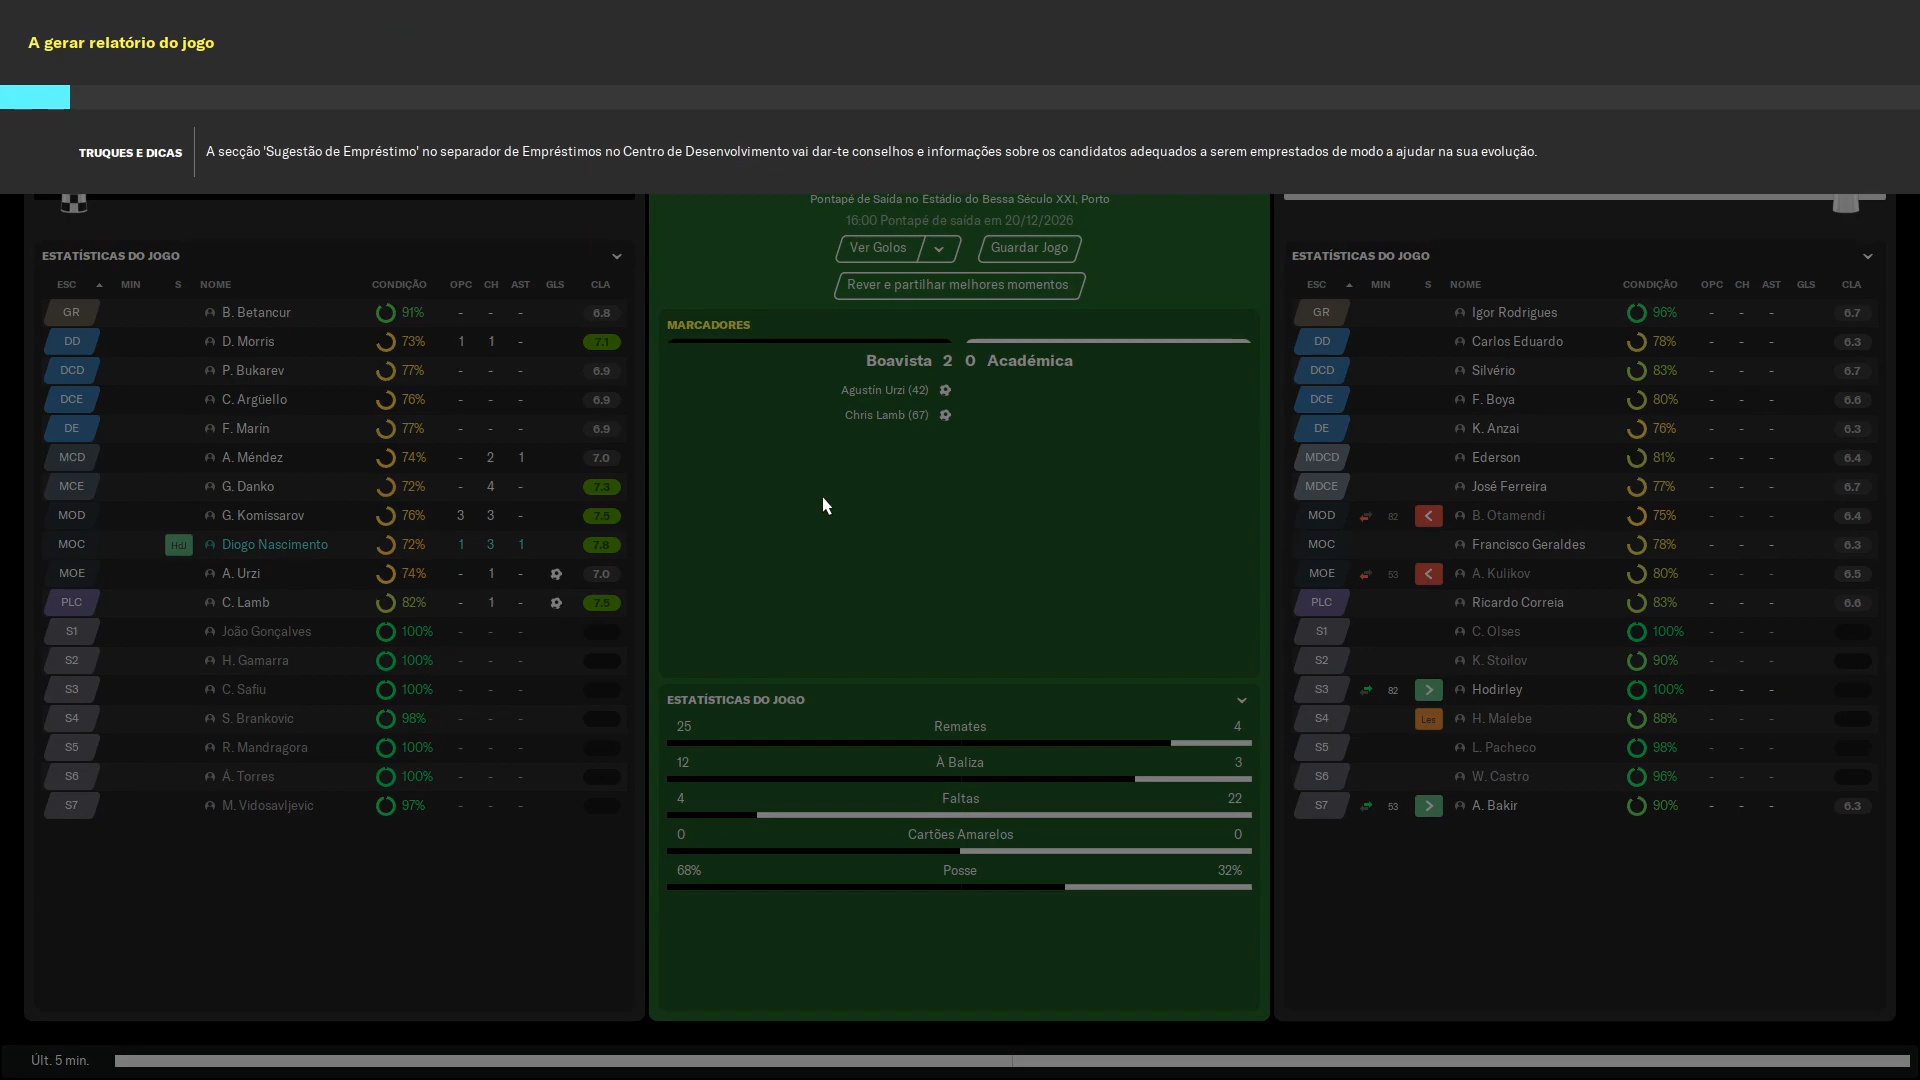 A gerar relatório do jogo
TRUQUES E DICAS
A secção 'Sugestão de Empréstimo' no separador de Empréstimos no Centro de Desenvolvimento vai dar-te conselhos e informações sobre os candidatos adequados a serem emprestados de modo a ajudar na sua evolução.
Pontapé de Saída no Estádio do Bessa Século XXI, Porto
16:00 Pontapé de saída em 20/12/2026
Ver Golos
Guardar Jogo
Rever e partilhar melhores momentos
ESTATÍSTICAS DO JOGO
ESC MIN S NOME CONDIÇÃO OPC CH AST GLS CLA
GR B. Betancur 91% - - - 6.8
DD D. Morris 73% 1 1 - 7.1
DCD P. Bukarev 77% - - - 6.9
DCE C. Argüello 76% - - - 6.9
DE F. Marín 77% - - - 6.9
MCD A. Méndez 74% - 2 1 7.0
MCE G. Danko 72% - 4 - 7.3
MOD G. Komissarov 76% 3 3 - 7.5
MOC HdJ Diogo Nascimento 72% 1 3 1 7.8
MOE A. Urzi 74% - 1 - 7.0
PLC C. Lamb 82% - 1 - 7.5
S1 João Gonçalves 100% - - -
S2 H. Gamarra 100% - - -
S3 C. Safiu 100% - - -
S4 S. Brankovic 98% - - -
S5 R. Mandragora 100% - - -
S6 Á. Torres 100% - - -
S7 M. Vidosavljevic 97% - - -
MARCADORES
Boavista 2 0 Académica
Agustín Urzi (42)
Chris Lamb (67)
ESTATÍSTICAS DO JOGO
25 Remates 4
12 À Baliza 3
4 Faltas 22
0 Cartões Amarelos 0
68% Posse 32%
ESTATÍSTICAS DO JOGO
ESC MIN S NOME CONDIÇÃO OPC CH AST GLS CLA
GR Igor Rodrigues 96% - - - 6.7
DD Carlos Eduardo 78% - - - 6.3
DCD Silvério 83% - - - 6.7
DCE F. Boya 80% - - - 6.6
DE K. Anzai 76% - - - 6.3
MDCD Ederson 81% - - - 6.4
MDCE José Ferreira 77% - - - 6.7
MOD 82 B. Otamendi 75% - - - 6.4
MOC Francisco Geraldes 78% - - - 6.3
MOE 53 A. Kulikov 80% - - - 6.5
PLC Ricardo Correia 83% - - - 6.6
S1 C. Olses 100% - - -
S2 K. Stoilov 90% - - -
S3 82 Hodirley 100% - - -
S4 Les H. Malebe 88% - - -
S5 L. Pacheco 98% - - -
S6 W. Castro 96% - - -
S7 53 A. Bakir 90% - - - 6.3
Últ. 5 min.